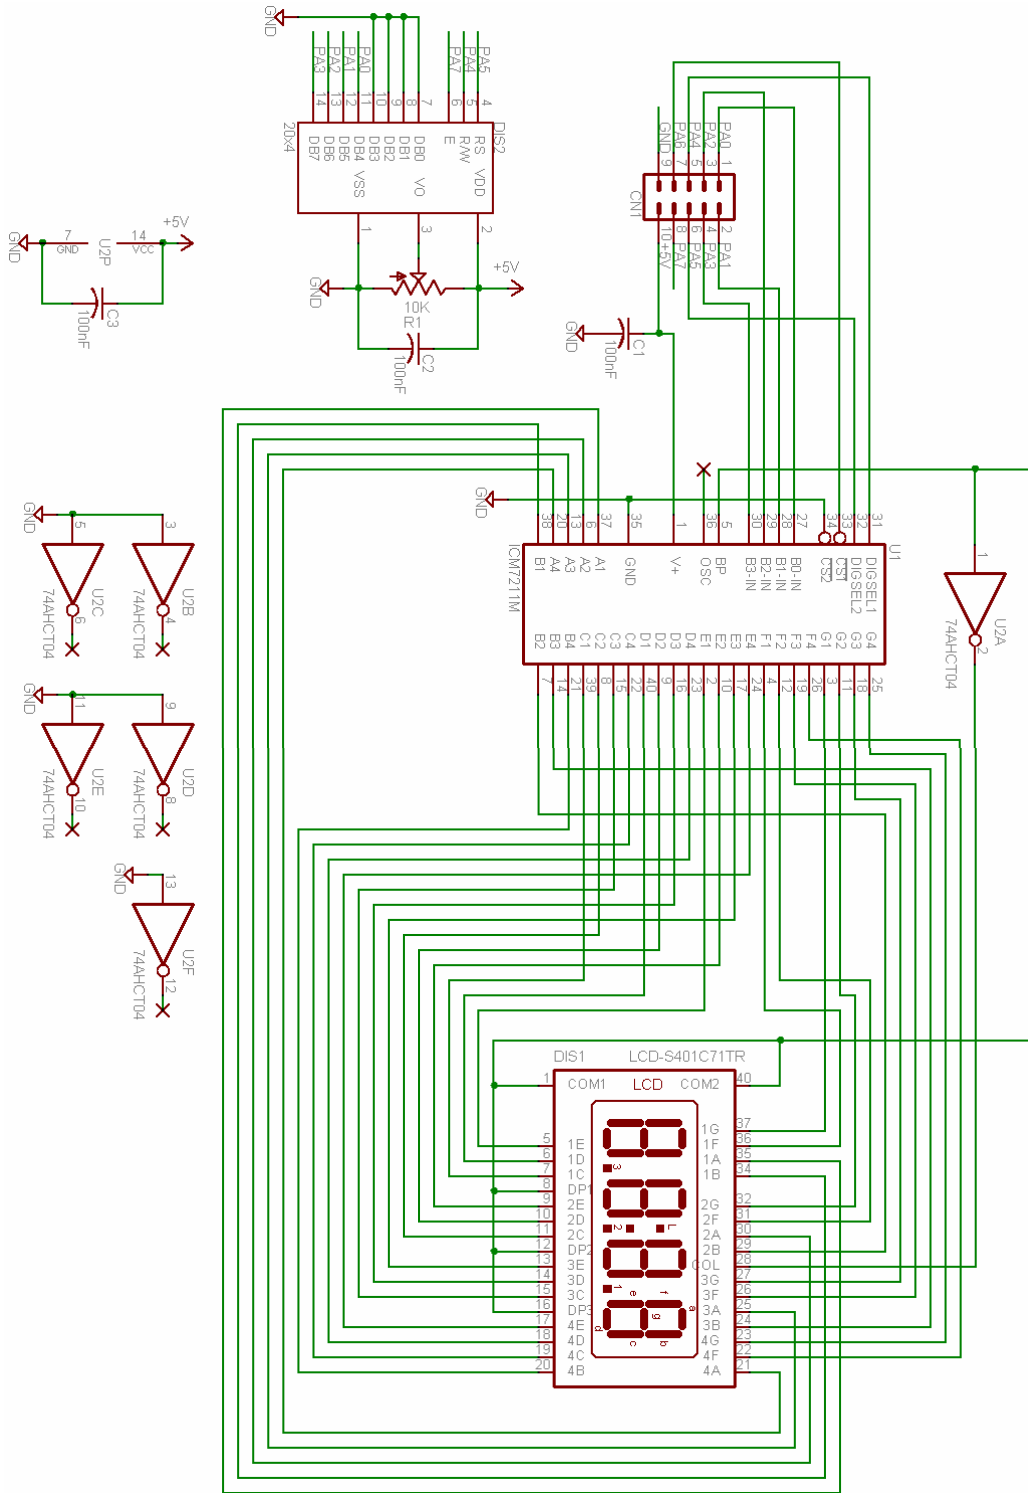 GND
PA3
PA2
PA1
PA0
PA7
PA4
PA5
14
13
12
11
10
9
8
7
6
5
4
DB7
DB6
DB5
DB4
DB3
DB2
DB1
DB0
E
R/W
RS
VSS
VO
VDD
20x4
DIS2
1
3
2
GND
+5V
10K
R1
C2
100nF
+5V
GND
7
GND
U2P
14
VCC
C3
100nF
GND
PA6
PA4
PA2
PA0
9
7
5
3
1
CN1
10
8
6
4
2
+5V
PA7
PA5
PA3
PA1
GND
C1
100nF
GND
38
20
13
6
37
35
1
36
5
30
29
28
27
34
33
32
31
B1
A4
A3
A2
A1
GND
V+
OSC
BP
B3-IN
B2-IN
B1-IN
B0-IN
CS2
CS1
DIGSEL2
DIGSEL1
U1
ICM7211M
B2
B3
B4
C1
C2
C3
C4
D1
D2
D3
D4
E1
E2
E3
E4
F1
F2
F3
F4
G1
G2
G3
G4
7
14
21
39
8
15
22
40
9
16
23
2
10
17
24
4
12
19
26
3
11
18
25
1
U2A
2
74AHCT04
GND
5
3
U2C
U2B
6
4
74AHCT04
74AHCT04
GND
11
9
U2E
U2D
10
8
74AHCT04
74AHCT04
GND
13
U2F
12
74AHCT04
DIS1
LCD-S401C71TR
1 COM1
LCD
COM2 40
1G 37
5 1E
1F 36
6 1D
1A 35
7 1C
1B 34
8 DP1
9 2E
2G 32
10 2D
2F 31
11 2C
2A 30
12 DP2
2B 29
13 3E
COL 28
14 3D
3G 27
15 3C
3F 26
16 DP3
3A 25
17 4E
3B 24
18 4D
4G 23
19 4C
4F 22
20 4B
4A 21
3
2
L
1
e
f
a
g
d
c
b